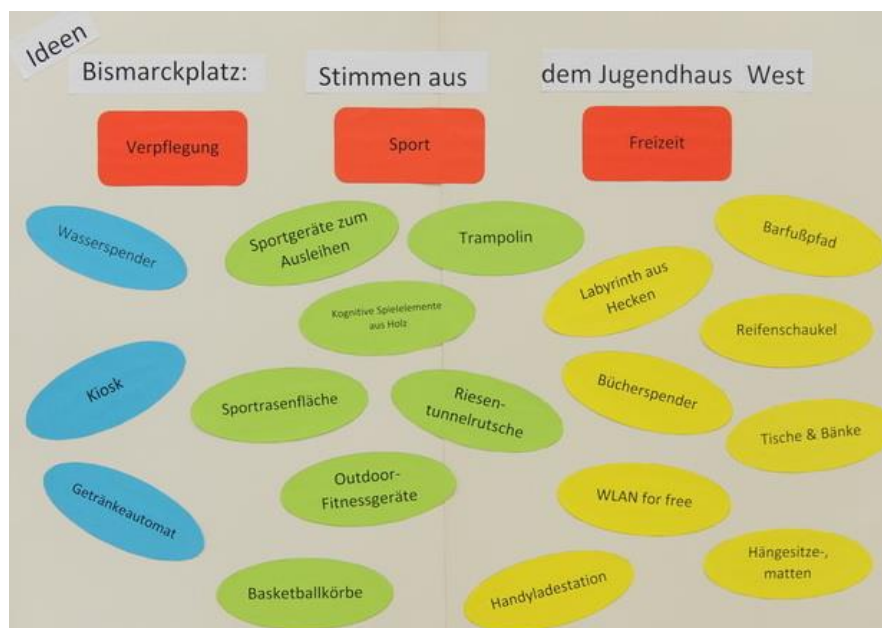 Ideen
Bismarckplatz: Stimmen aus dem Jugendhaus West
Verpflegung
Wasserspender
Kiosk
Getränkeautomat
Sport
Sportgeräte zum
Ausleihen
Trampolin
Kognitive Spielelemente
aus Holz
Sportrasenfläche
Riesen-
tunnelrutsche
Outdoor-
Fitnessgeräte
Basketballkörbe
Freizeit
Barfußpfad
Labyrinth aus
Hecken
Reifenschaukel
Bücherspender
Tische & Bänke
WLAN for free
Hängesitze-,
matten
Handyladestation